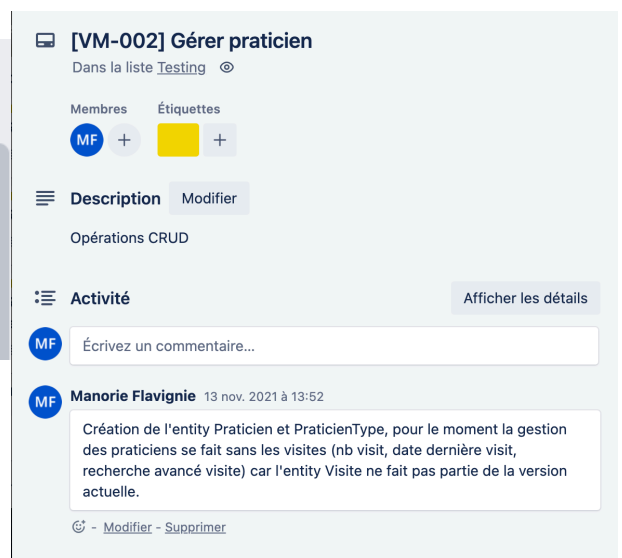 [VM-002] Gérer praticien
Dans la liste Testing
Membres Étiquettes
MF + +
Description Modifier
Opérations CRUD
Activité Afficher les détails
MF Écrivez un commentaire...
MF Manorie Flavignie 13 nov. 2021 à 13:52
Création de l'entity Praticien et PraticienType, pour le moment la gestion
des praticiens se fait sans les visites (nb visit, date dernière visit,
recherche avancé visite) car l'entity Visite ne fait pas partie de la version
actuelle.
- Modifier - Supprimer